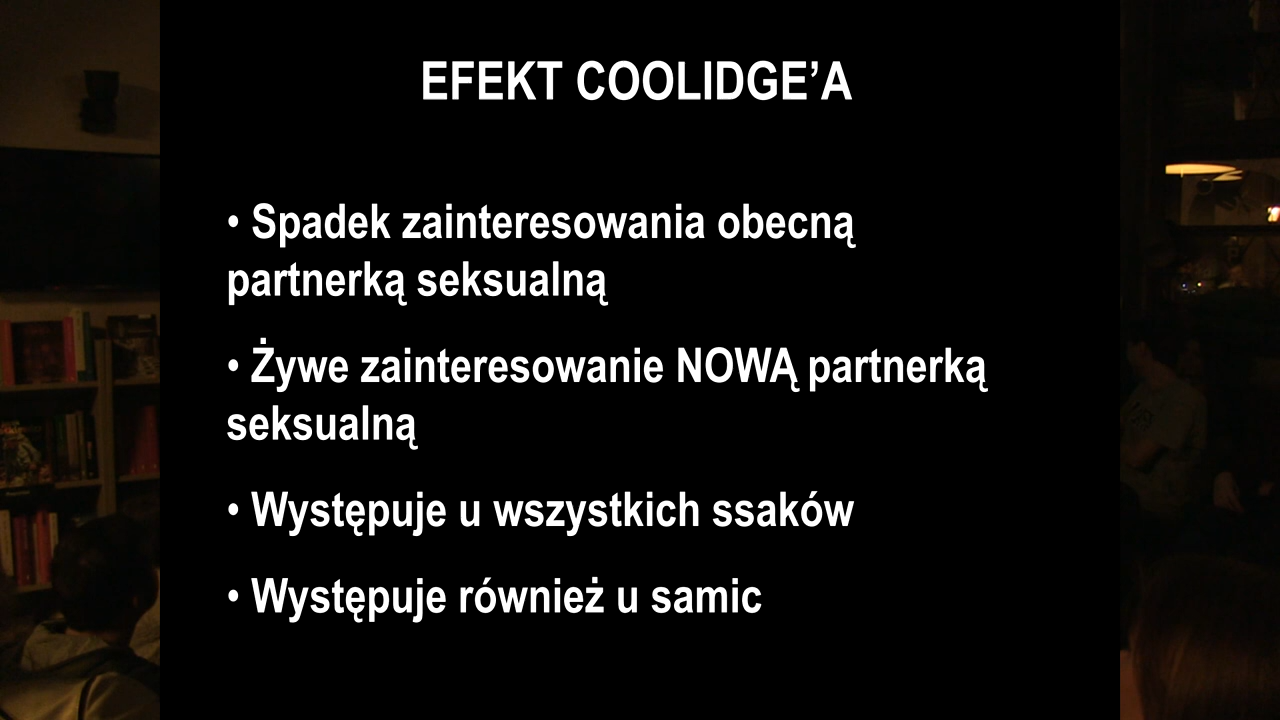 EFEKT COOLIDGE’A
• Spadek zainteresowania obecną
partnerką seksualną
• Żywe zainteresowanie NOWĄ partnerką
seksualną
• Występuje u wszystkich ssaków
• Występuje również u samic